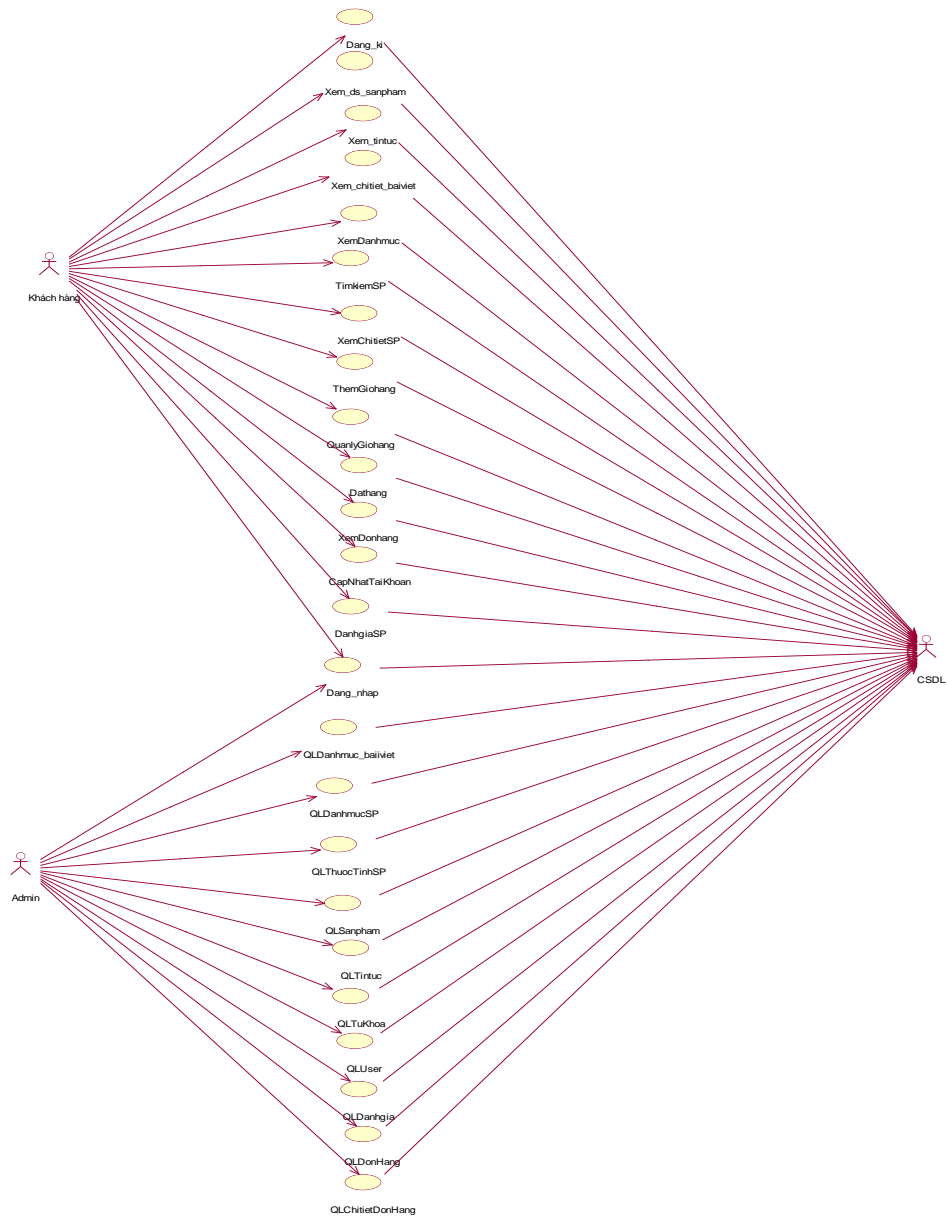 Dang_ki
Xem_ds_sanpham
Xem_tintuc
Xem_chitiet_baiviet
XemDanhmuc
Khách hàng
TimkiemSP
XemChitietSP
ThemGiohang
QuanlyGiohang
Dathang
XemDonhang
CapNhatTaiKhoan
DanhgiaSP
CSDL
Dang_nhap
QLDanhmuc_baiiviet
QLDanhmucSP
QLThuocTinhSP
Admin
QLSanpham
QLTintuc
QLTuKhoa
QLUser
QLDanhgia
QLDonHang
QLChitietDonHang